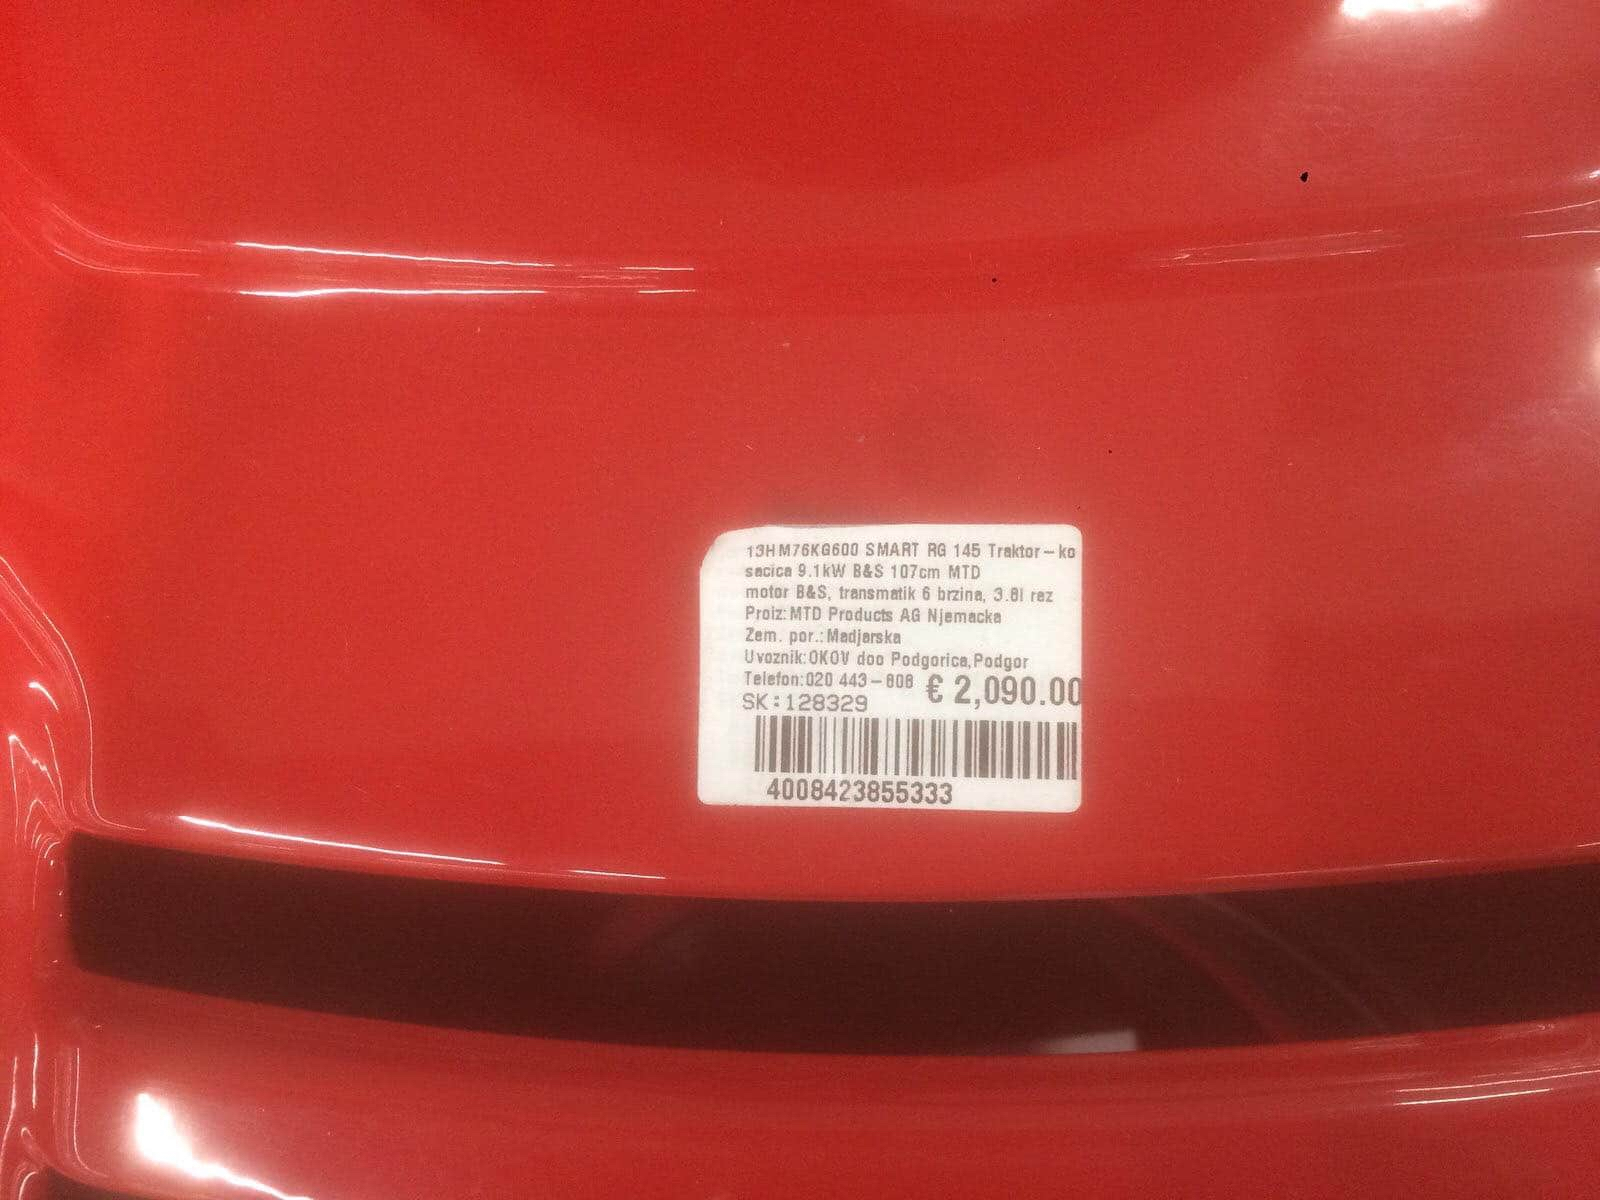 13HM76KG600 SMART RG 145 Traktor-ko
sacica 9.1kW B&S 107cm MTD
motor B&S, transmatik 6 brzina, 3.8l rez
Proiz:MTD Products AG Njemacka
Zem. por.:Madjarska
Uvoznik:OKOV doo Podgorica,Podgor
Telefon:020 443-808
€ 2,090.00
SK:128329
4008423855333